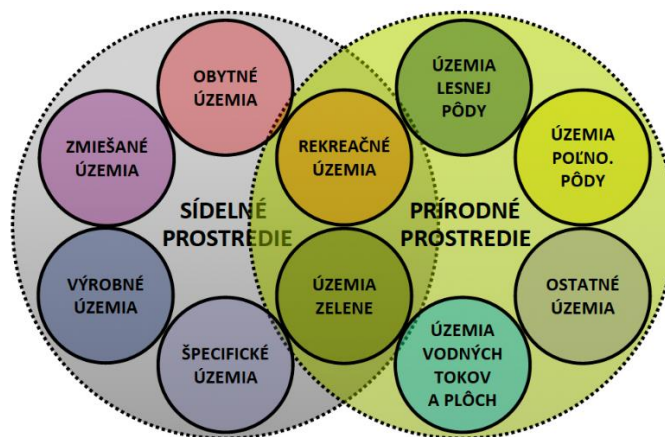 OBYTNÉ
ÚZEMIA
ÚZEMIA
LESNEJ
PÔDY
ZMIEŠANÉ
ÚZEMIA
REKREAČNÉ
ÚZEMIA
ÚZEMIA
POĽNO.
PÔDY
SÍDELNÉ
PROSTREDIE
PRÍRODNÉ
PROSTREDIE
VÝROBNÉ
ÚZEMIA
ÚZEMIA
ZELENE
OSTATNÉ
ÚZEMIA
ŠPECIFICKÉ
ÚZEMIA
ÚZEMIA
VODNÝCH
TOKOV
A PLÔCH